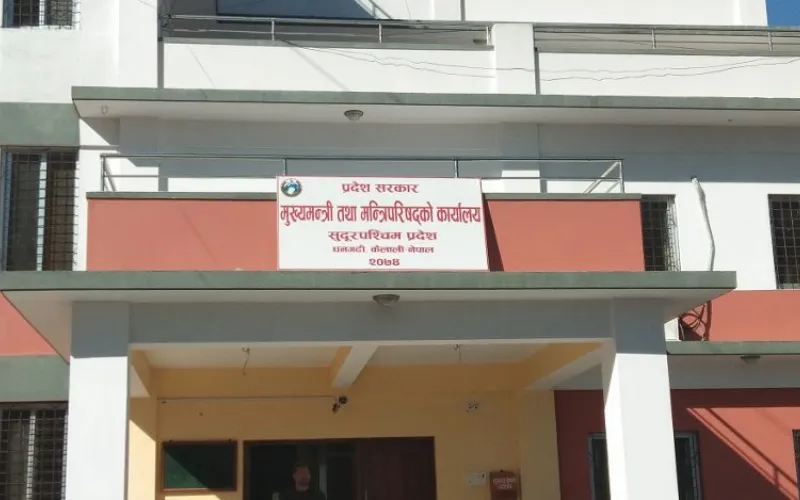 प्रदेश सरकार
मुख्यमन्त्री तथा मन्त्रिपरिषद्को कार्यालय
सुदूरपश्चिम प्रदेश
धनगढी, कैलाली नेपाल
२०७४